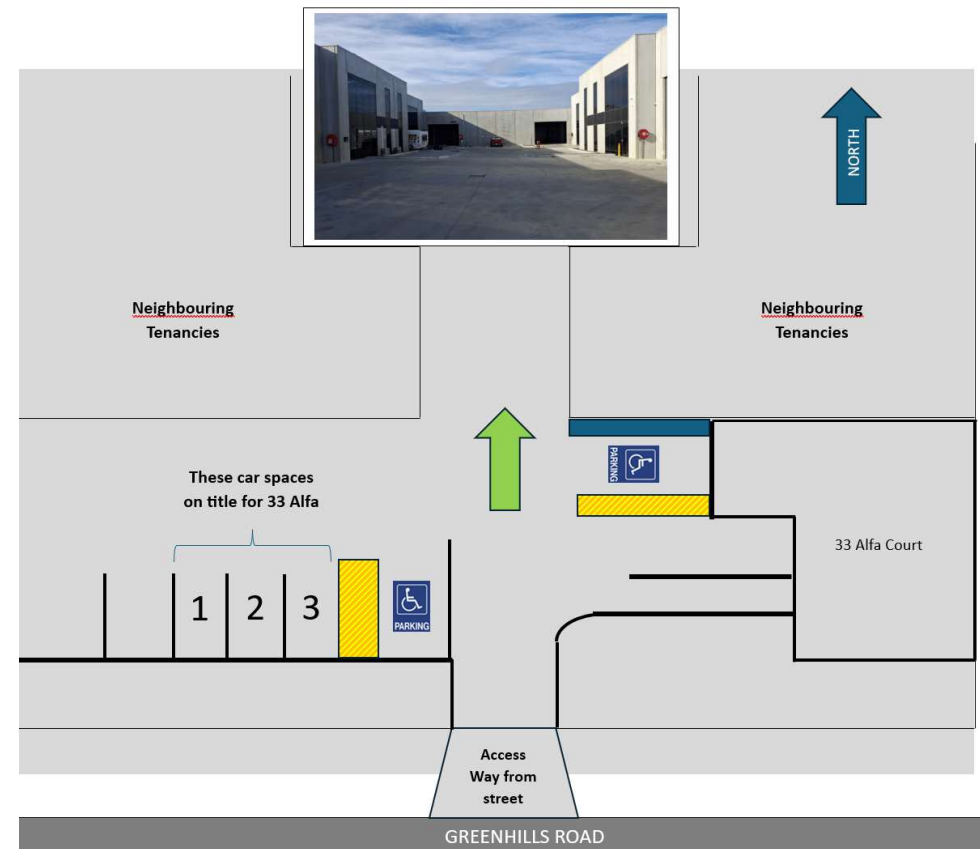 NORTH
Neighbouring
Tenancies
Neighbouring
Tenancies
PARKING
These car spaces
on title for 33 Alfa
33 Alfa Court
1
2
3
PARKING
Access
Way from
street
GREENHILLS ROAD